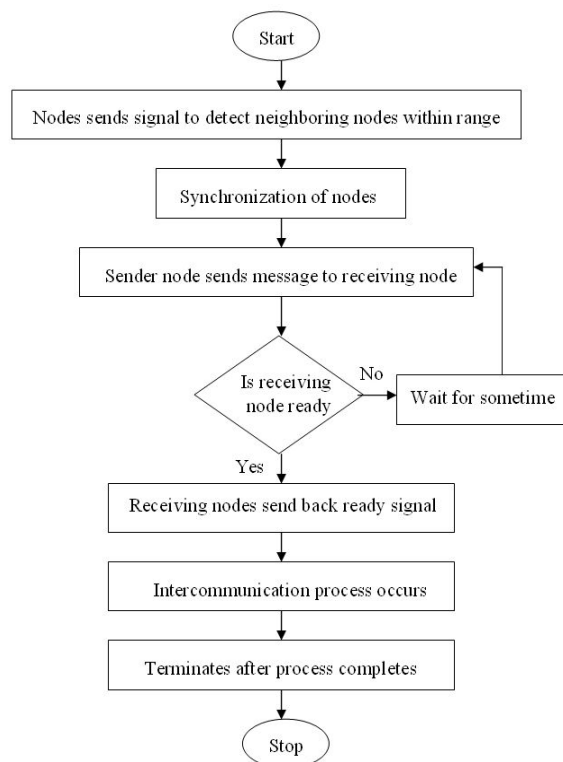 Start
Nodes sends signal to detect neighboring nodes within range
Synchronization of nodes
Sender node sends message to receiving node
Is receiving
node ready
No
Wait for sometime
Yes
Receiving nodes send back ready signal
Intercommunication process occurs
Terminates after process completes
Stop